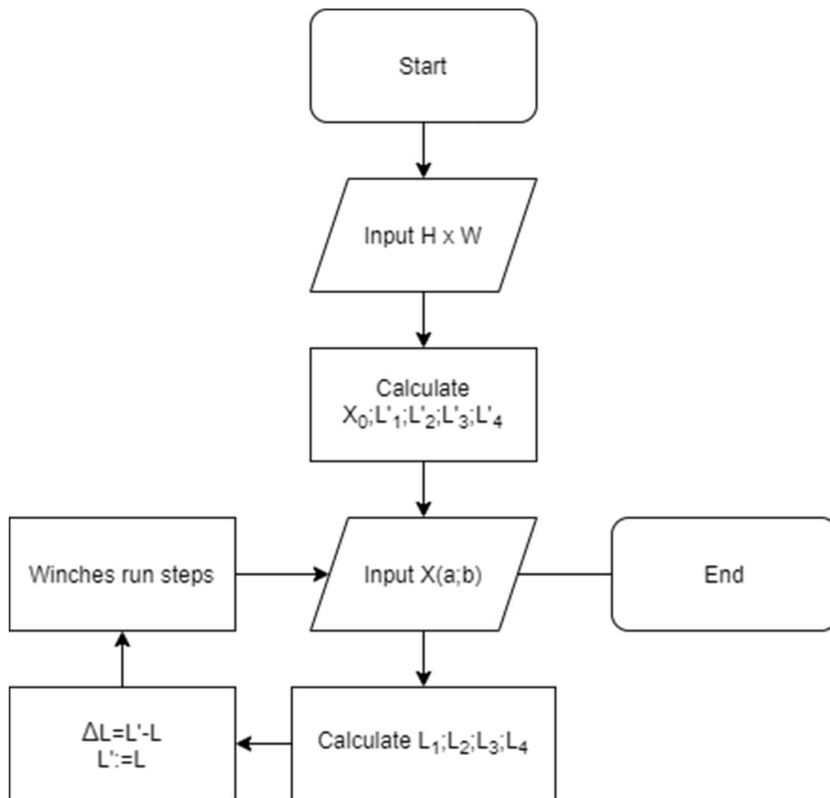 Start
Input H x W
Calculate
X₀;L'₁;L'₂;L'₃;L'₄
Winches run steps
Input X(a;b)
End
ΔL=L'-L
L':=L
Calculate L₁;L₂;L₃;L₄